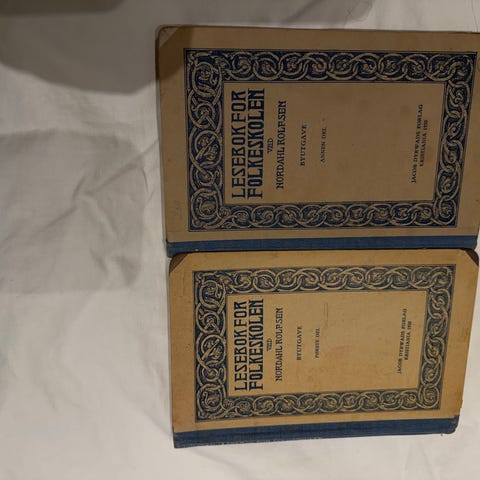 LESEBOK FOR
FOLKESKOLEN
VED
NORDAHL ROLFSEN
BYUTGAVE
ANNEN DEL
JACOB DYBWADS FORLAG
KRISTIANIA 1920
LESEBOK FOR
FOLKESKOLEN
VED
NORDAHL ROLFSEN
BYUTGAVE
FØRSTE DEL
JACOB DYBWADS FORLAG
KRISTIANIA